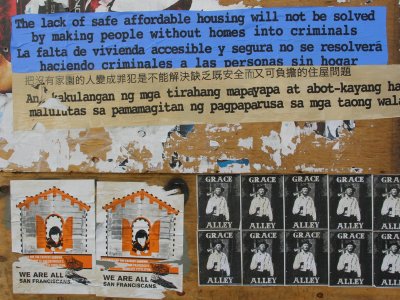 The lack of safe affordable housing will not be solved
by making people without homes into criminals
La falta de vivienda accesible y segura no se resolverá
haciendo criminales a las personas sin hogar
把沒有家園的人變成罪犯是不能解決缺乏既安全而又可負擔的住屋問題
Ang kakulangan ng mga tirahang mapayapa at abot-kayang ha
malulutas sa pamamagitan ng pagpaparusa sa mga taong wala
WE ARE ALL
SAN FRANCISCANS.
WE ARE ALL
SAN FRANCISCANS.
GRACE
ALLEY
GRACE
ALLEY
GRACE
ALLEY
GRACE
ALLEY
GRACE
ALLEY
GRACE
ALLEY
GRACE
GRACE
GRACE
GRACE